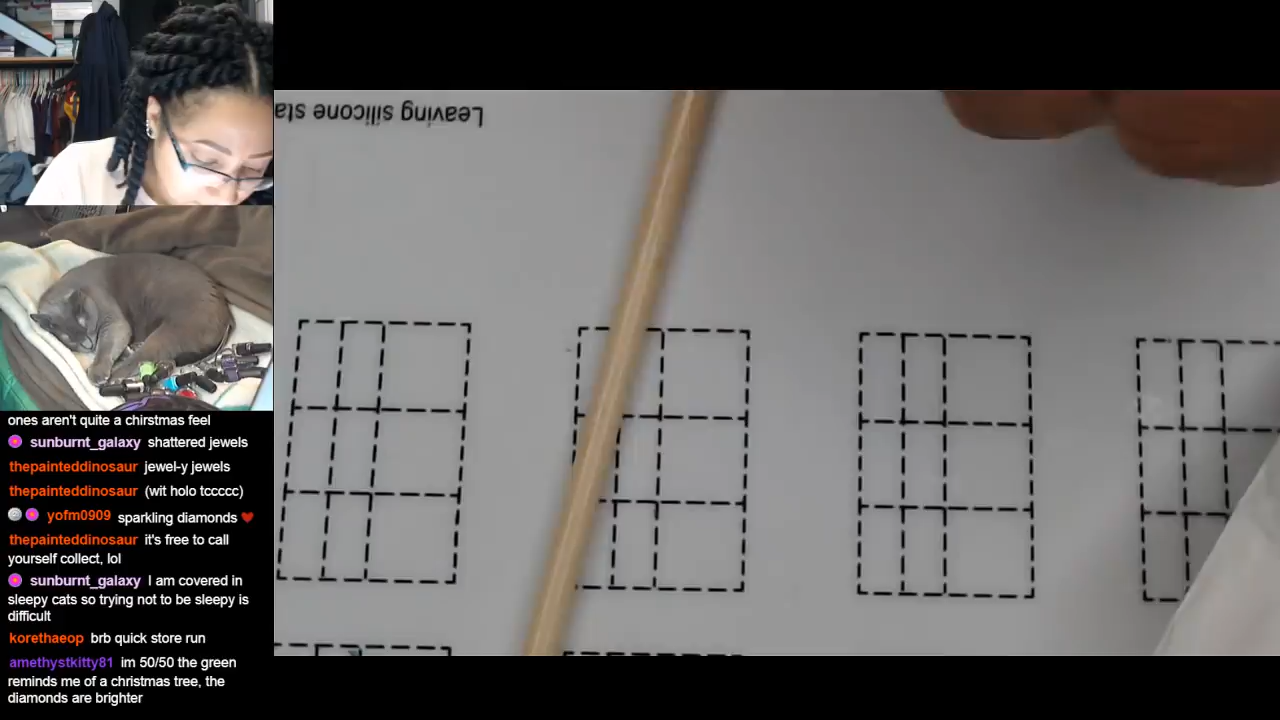 Leaving silicone sta
ones aren't quite a chirstmas feel
sunburnt_galaxy shattered jewels
thepainteddinosaur jewel-y jewels
thepainteddinosaur (wit holo tccccc)
yofm0909 sparkling diamonds
thepainteddinosaur it's free to call
yourself collect, lol
sunburnt_galaxy I am covered in
sleepy cats so trying not to be sleepy is
difficult
korethaeop brb quick store run
amethystkitty81 im 50/50 the green
reminds me of a christmas tree, the
diamonds are brighter